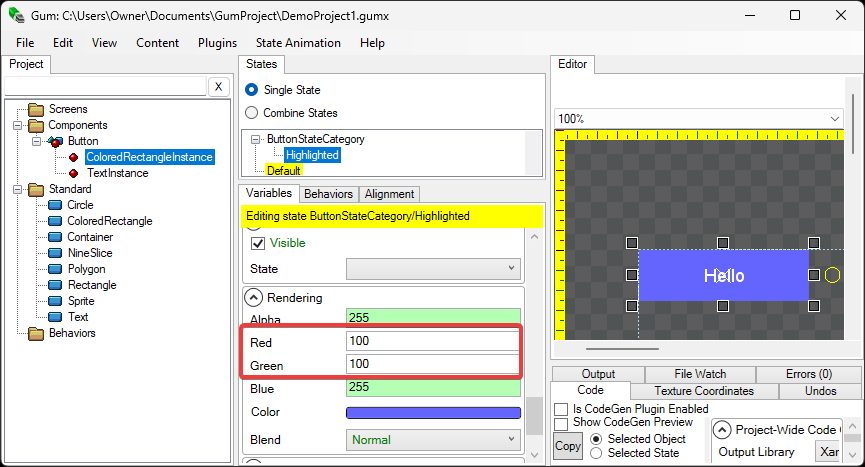 Gum: C:\Users\Owner\Documents\GumProject\DemoProject1.gumx
File Edit View Content Plugins State Animation Help
Project
X
Screens
Components
Button
ColoredRectangleInstance
TextInstance
Standard
Circle
ColoredRectangle
Container
NineSlice
Polygon
Rectangle
Sprite
Text
Behaviors
States
Single State
Combine States
ButtonStateCategory
Highlighted
Default
Variables Behaviors Alignment
Editing state ButtonStateCategory/Highlighted
Visible
State
Rendering
Alpha 255
Red 100
Green 100
Blue 255
Color
Blend Normal
Editor
100%
Hello
Output File Watch Errors (0)
Code Texture Coordinates Undos
Is CodeGen Plugin Enabled
Show CodeGen Preview
Copy
Selected Object
Selected State
Project-Wide Code
Output Library Xar